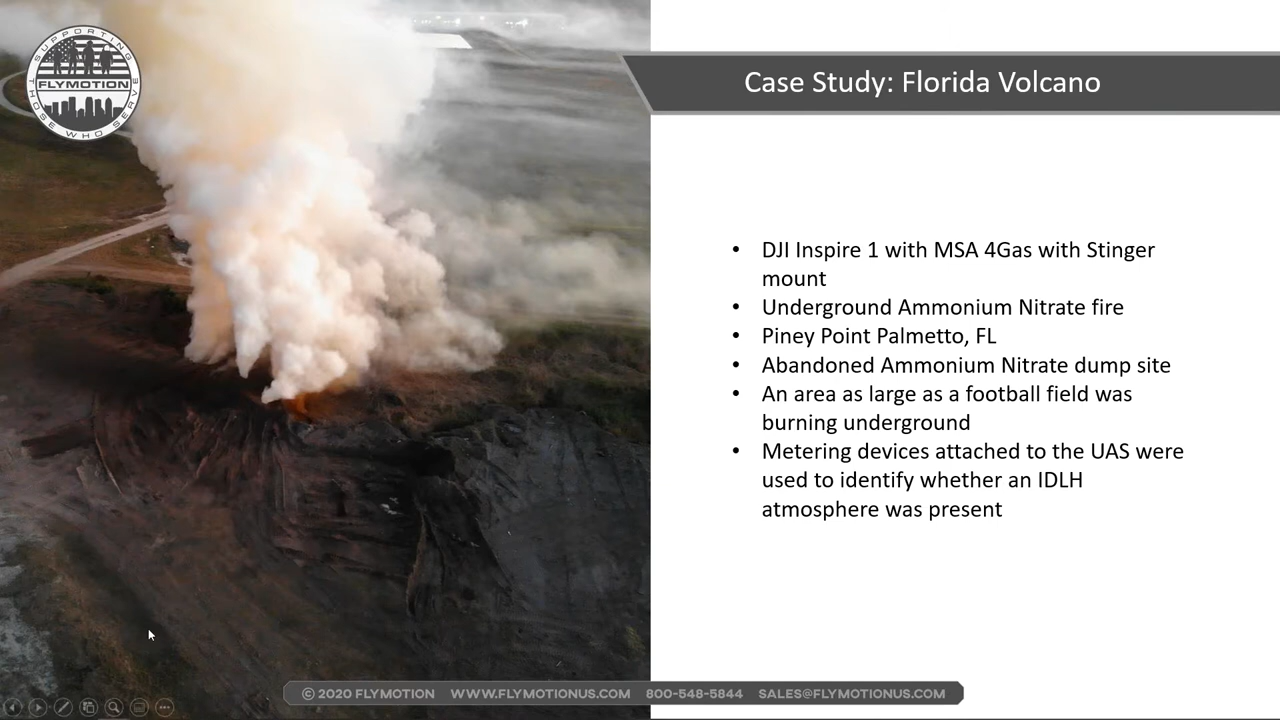 SUPPORTING
FLYMOTION
THOSE WHO SERVE
Case Study: Florida Volcano
• DJI Inspire 1 with MSA 4Gas with Stinger
mount
• Underground Ammonium Nitrate fire
• Piney Point Palmetto, FL
• Abandoned Ammonium Nitrate dump site
• An area as large as a football field was
burning underground
• Metering devices attached to the UAS were
used to identify whether an IDLH
atmosphere was present
© 2020 FLYMOTION WWW.FLYMOTIONUS.COM 800-548-5844 SALES@FLYMOTIONUS.COM